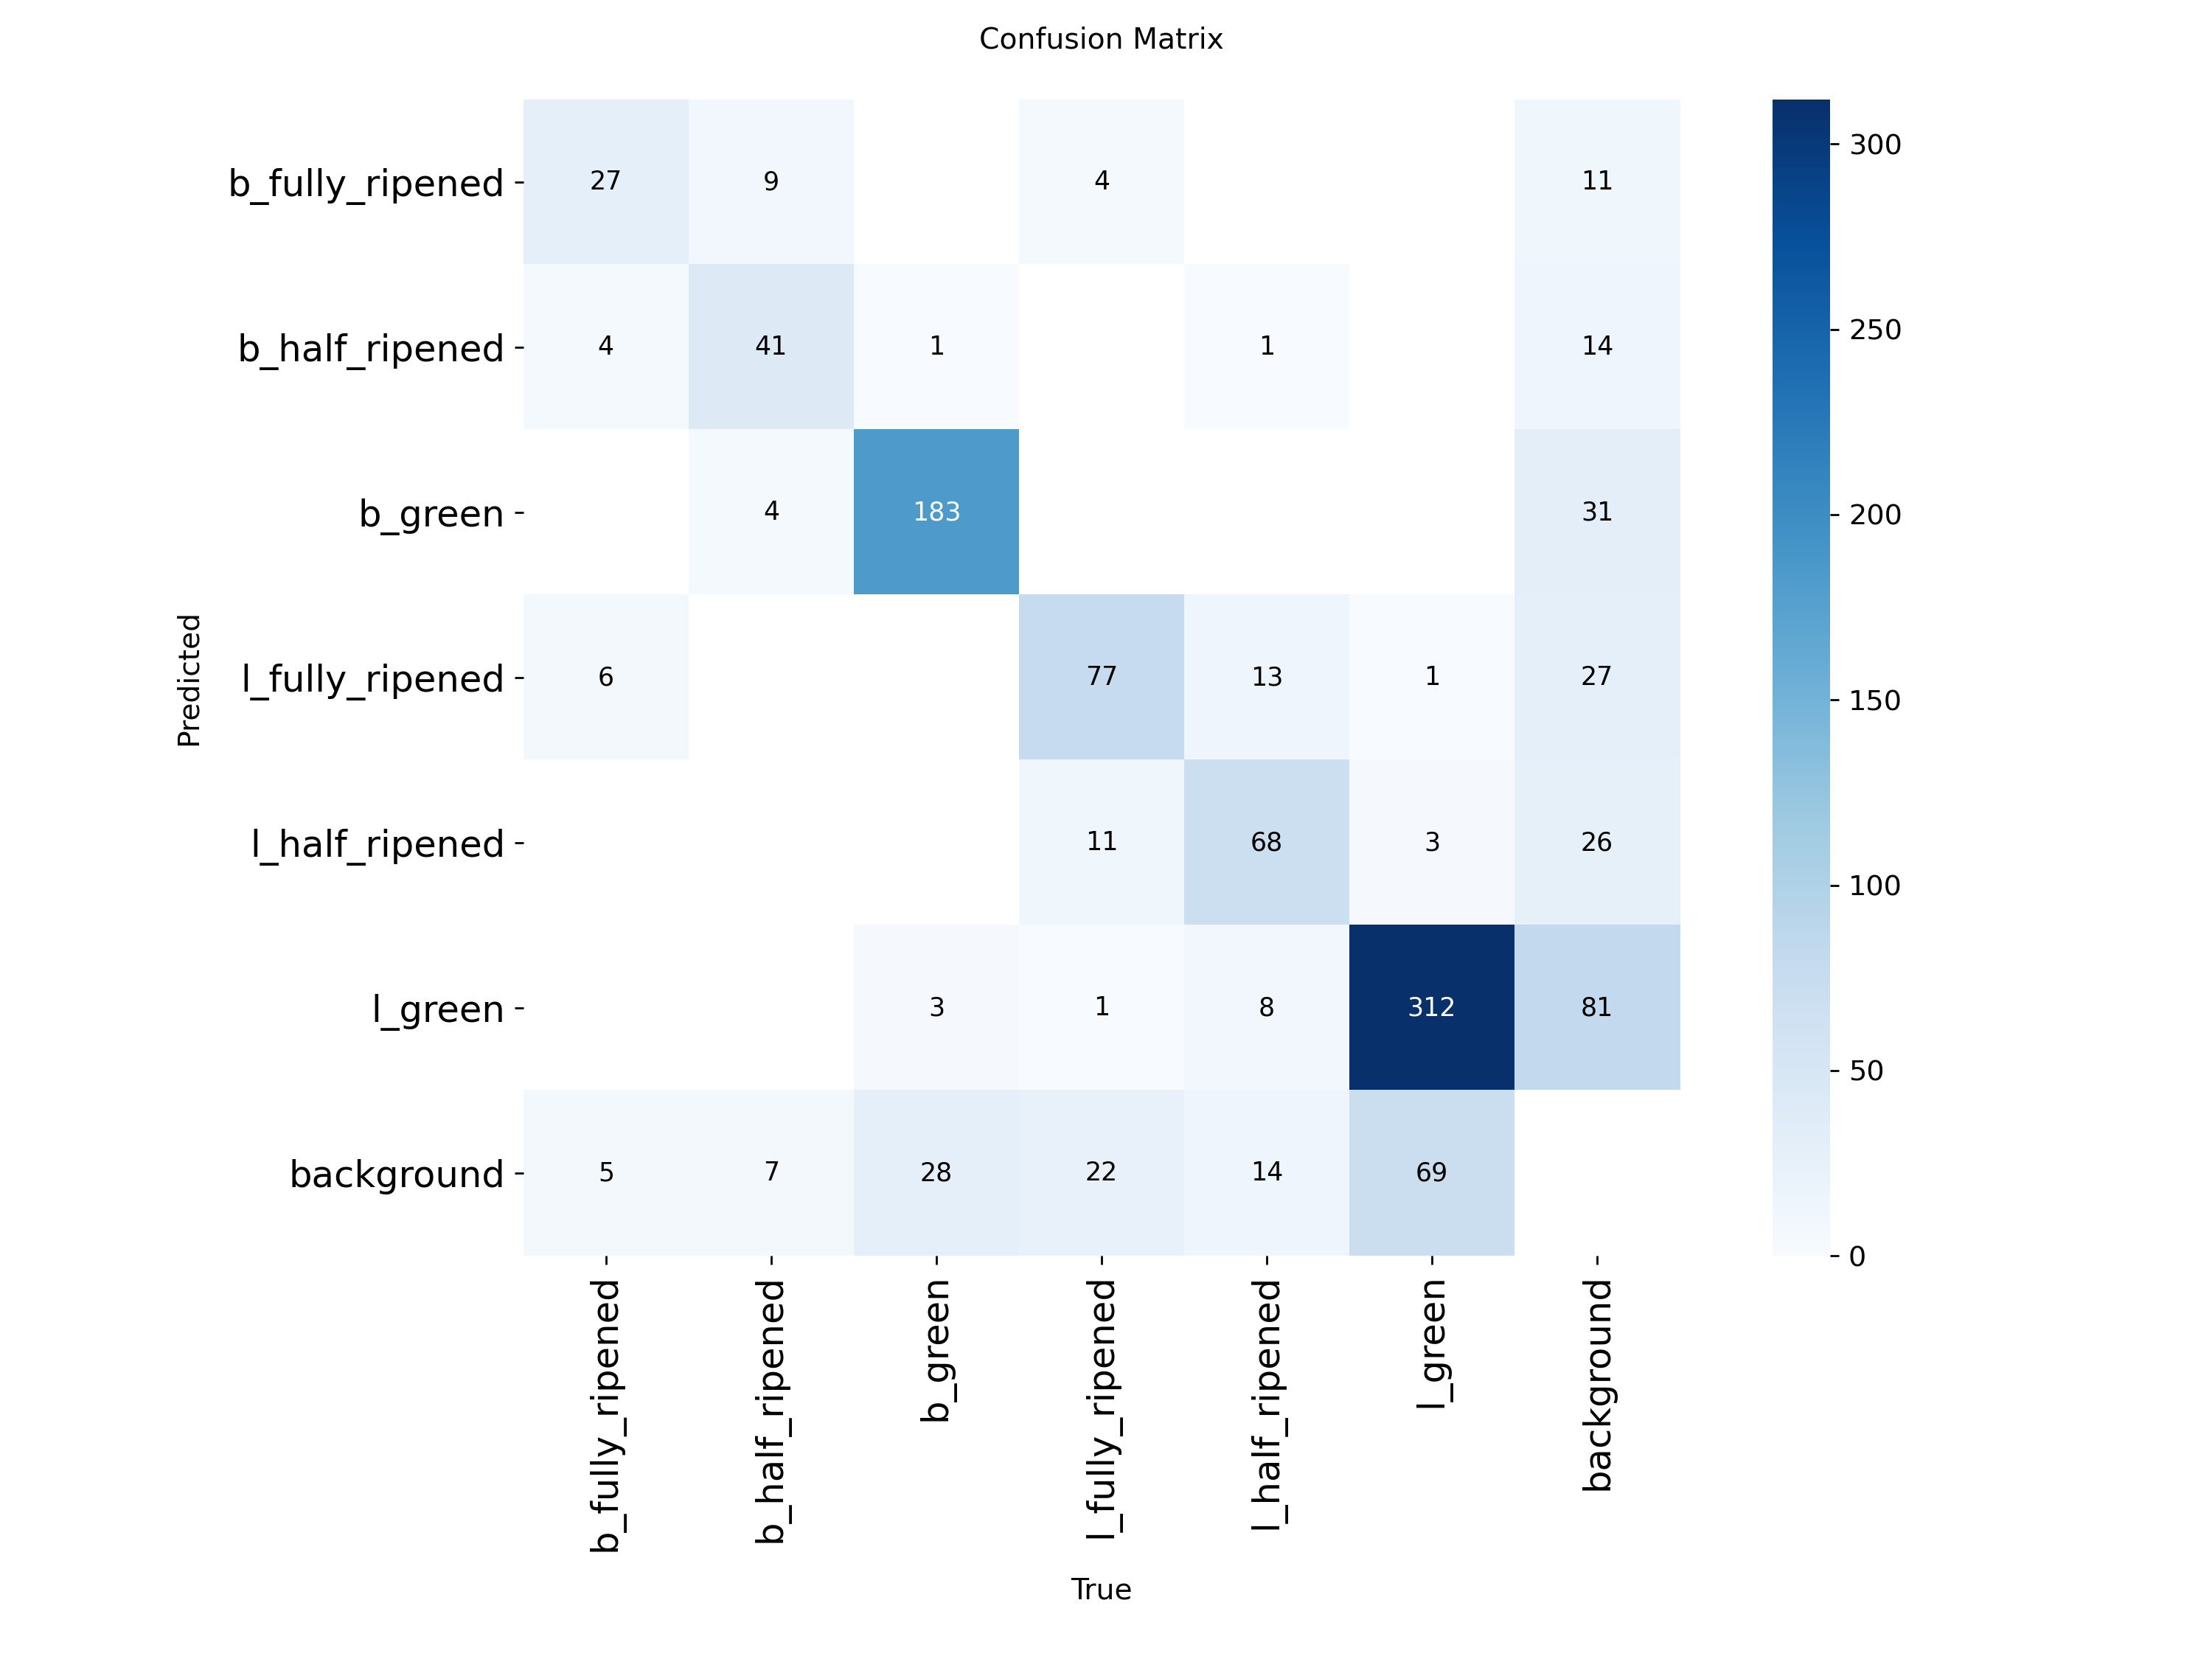 Confusion Matrix
b_fully_ripened 27 9 4 11
b_half_ripened 4 41 1 1 14
b_green 4 183 31
l_fully_ripened 6 77 13 1 27
l_half_ripened 11 68 3 26
l_green 3 1 8 312 81
background 5 7 28 22 14 69
Predicted
b_fully_ripened
b_half_ripened
b_green
l_fully_ripened
l_half_ripened
l_green
background
True
300
250
200
150
100
50
0